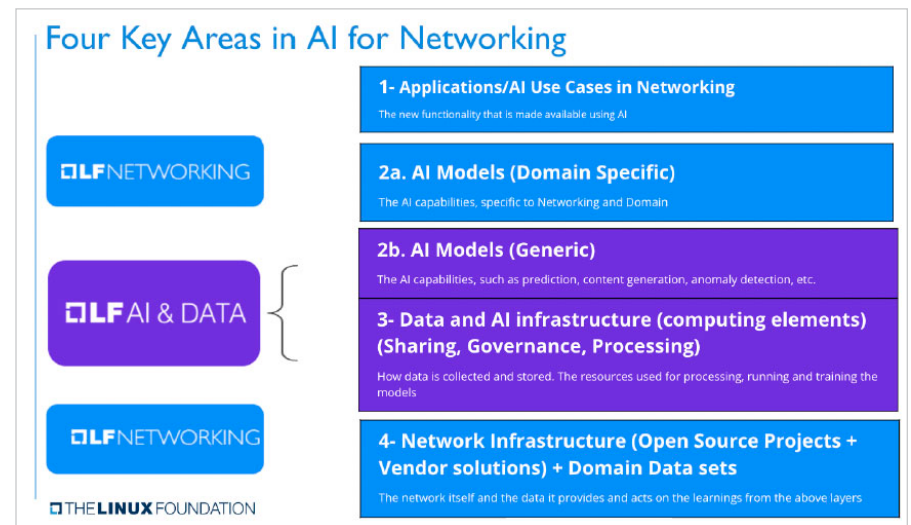 Four Key Areas in AI for Networking
1- Applications/AI Use Cases in Networking
The new functionality that is made available using AI
LFNETWORKING
2a. AI Models (Domain Specific)
The AI capabilities, specific to Networking and Domain
2b. AI Models (Generic)
The AI capabilities, such as prediction, content generation, anomaly detection, etc.
LF AI & DATA
3- Data and AI infrastructure (computing elements)
(Sharing, Governance, Processing)
How data is collected and stored. The resources used for processing, running and training the
models
LFNETWORKING
4- Network Infrastructure (Open Source Projects +
Vendor solutions) + Domain Data sets
The network itself and the data it provides and acts on the learnings from the above layers
THE LINUX FOUNDATION